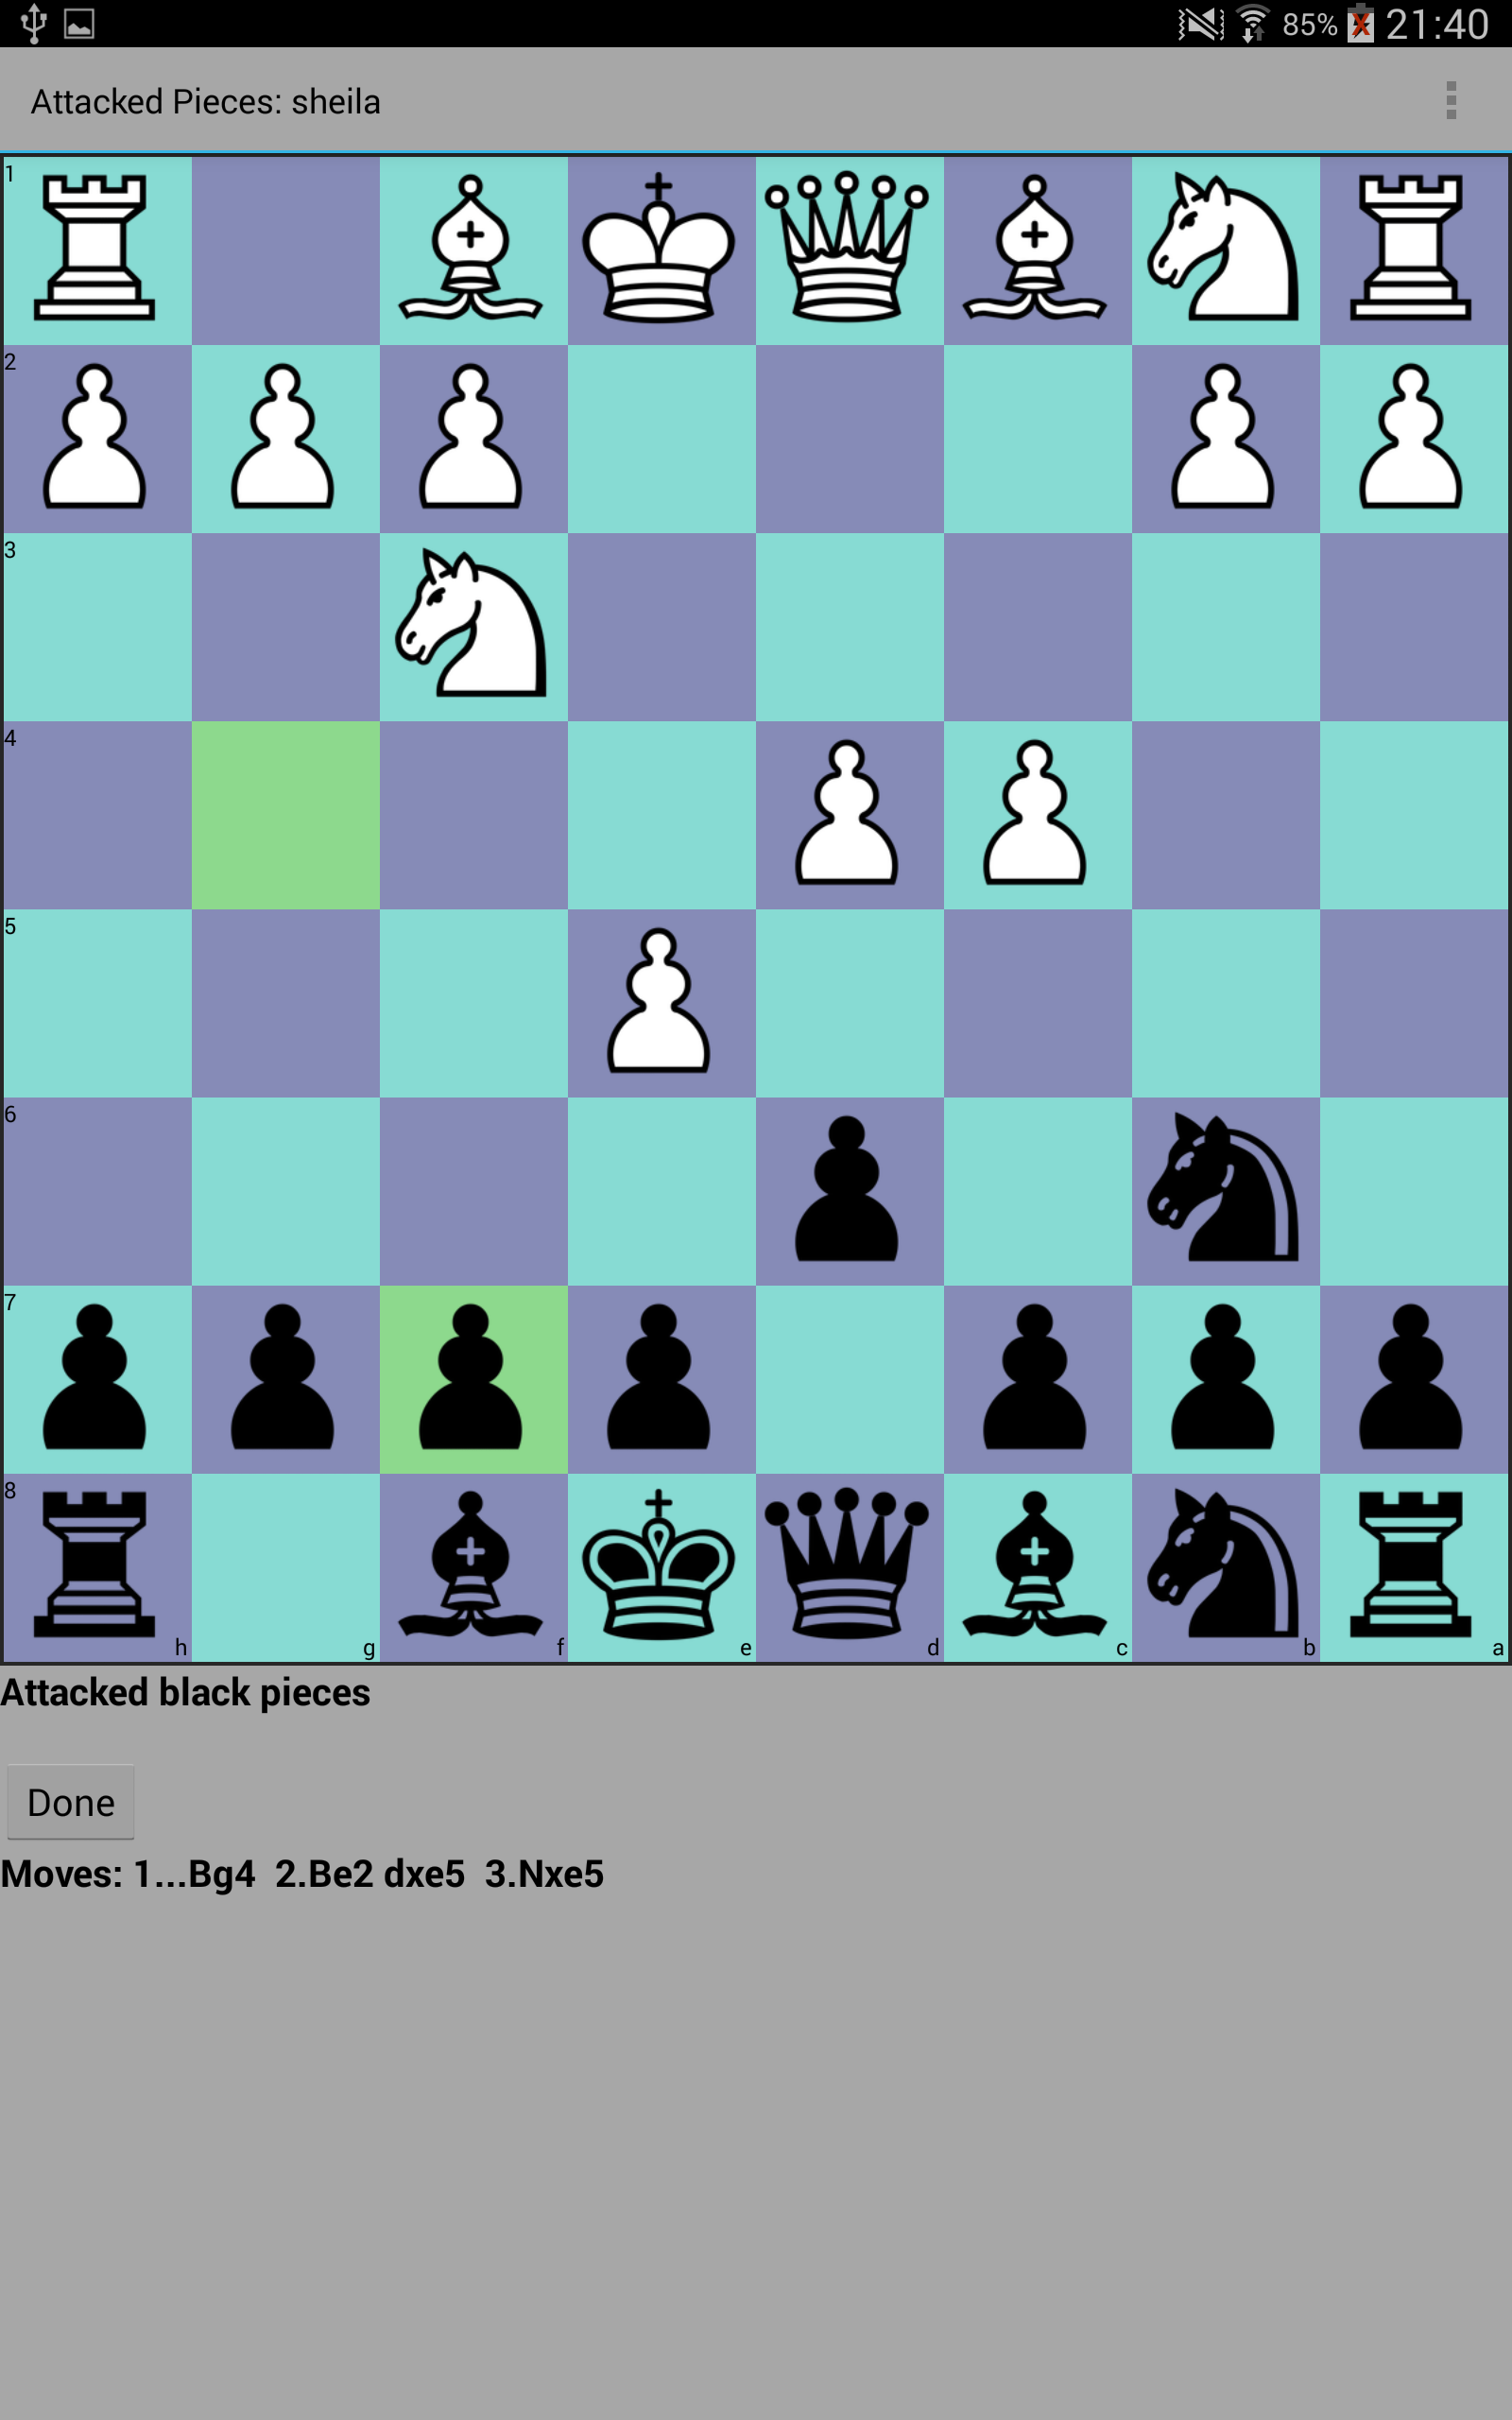 85% 21:40
Attacked Pieces: sheila
1
2
3
4
5
6
7
8
h g f e d c b a
Attacked black pieces
Done
Moves: 1...Bg4 2.Be2 dxe5 3.Nxe5